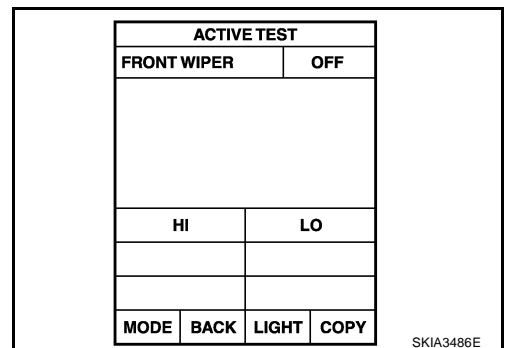 ACTIVE TEST
FRONT WIPER OFF
HI LO
MODE BACK LIGHT COPY
SKIA3486E